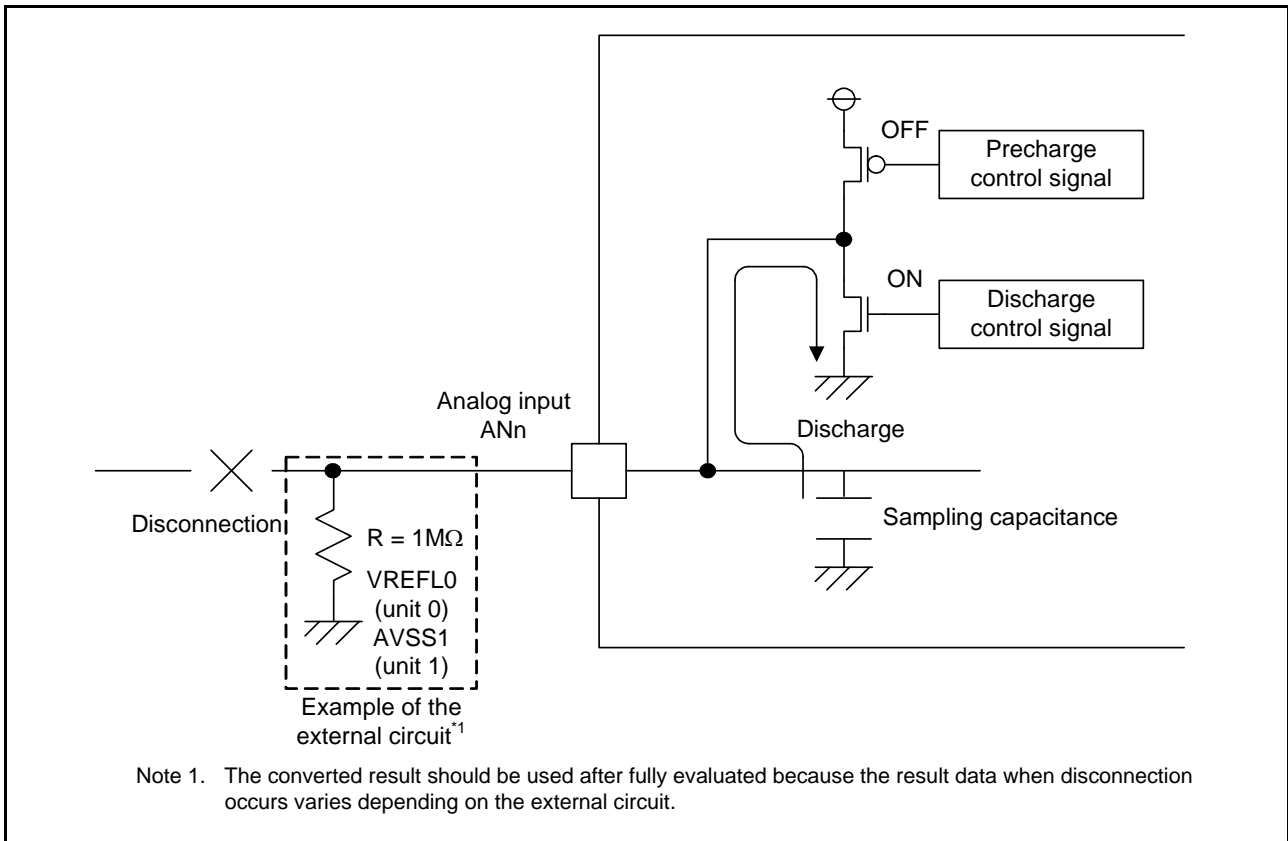 OFF
Precharge
control signal
ON
Discharge
control signal
Analog input
ANn
Discharge
Disconnection
R = 1MΩ
VREFL0
(unit 0)
AVSS1
(unit 1)
Sampling capacitance
Example of the
external circuit*1
Note 1. The converted result should be used after fully evaluated because the result data when disconnection
occurs varies depending on the external circuit.